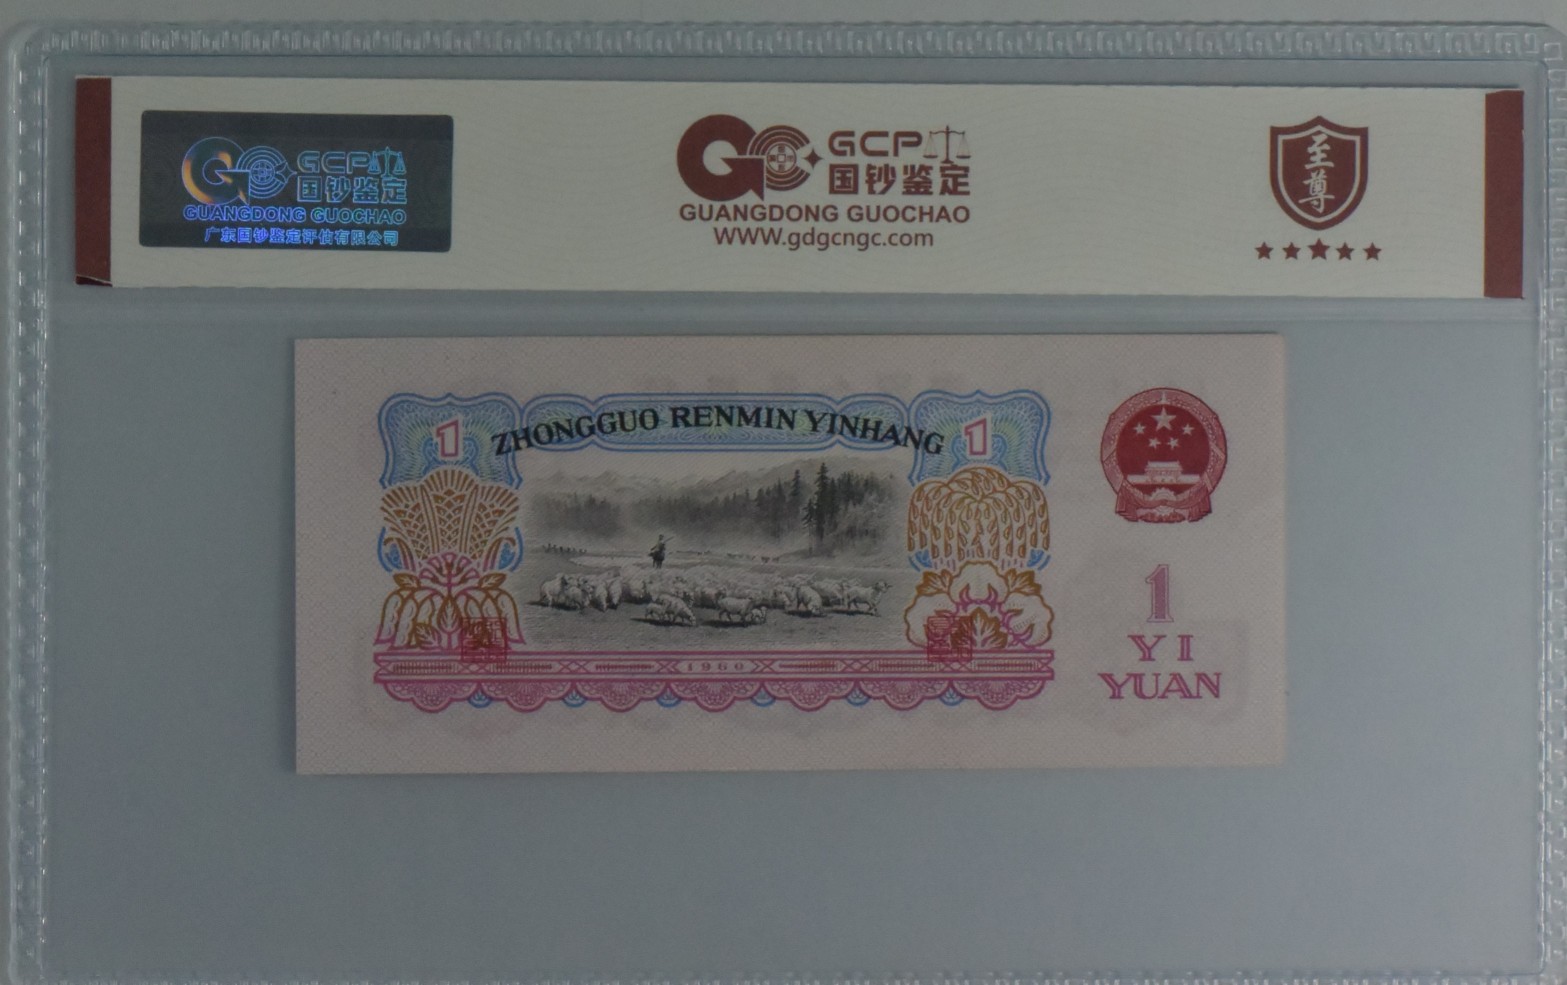 GCP
国钞鉴定
GUANGDONG GUOCHAO
广东国钞鉴定评估有限公司
GCP
国钞鉴定
GUANGDONG GUOCHAO
WWW.gdgcngc.com
至
尊
1
ZHONGGUO RENMIN YINHANG
1
1960
1
YI
YUAN